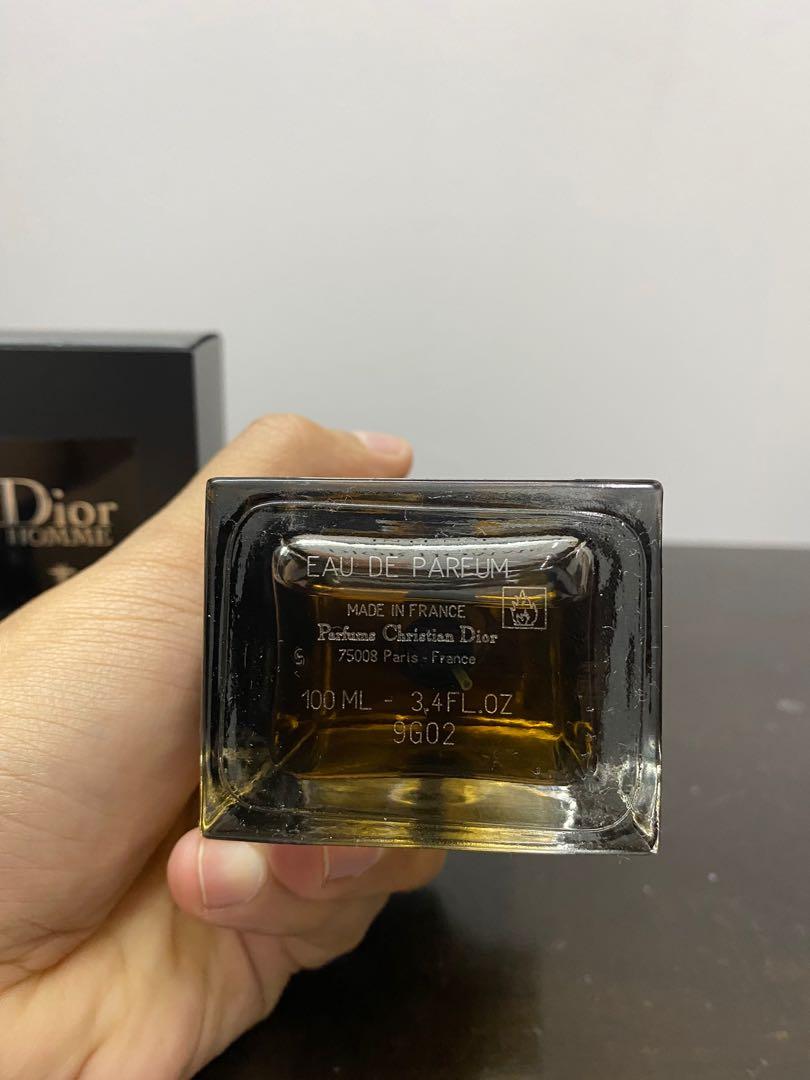 Dior
HOMME
EAU DE PARFUM
MADE IN FRANCE
Parfums Christian Dior
75008 Paris - France
100 ML - 3,4FL.OZ
9G02